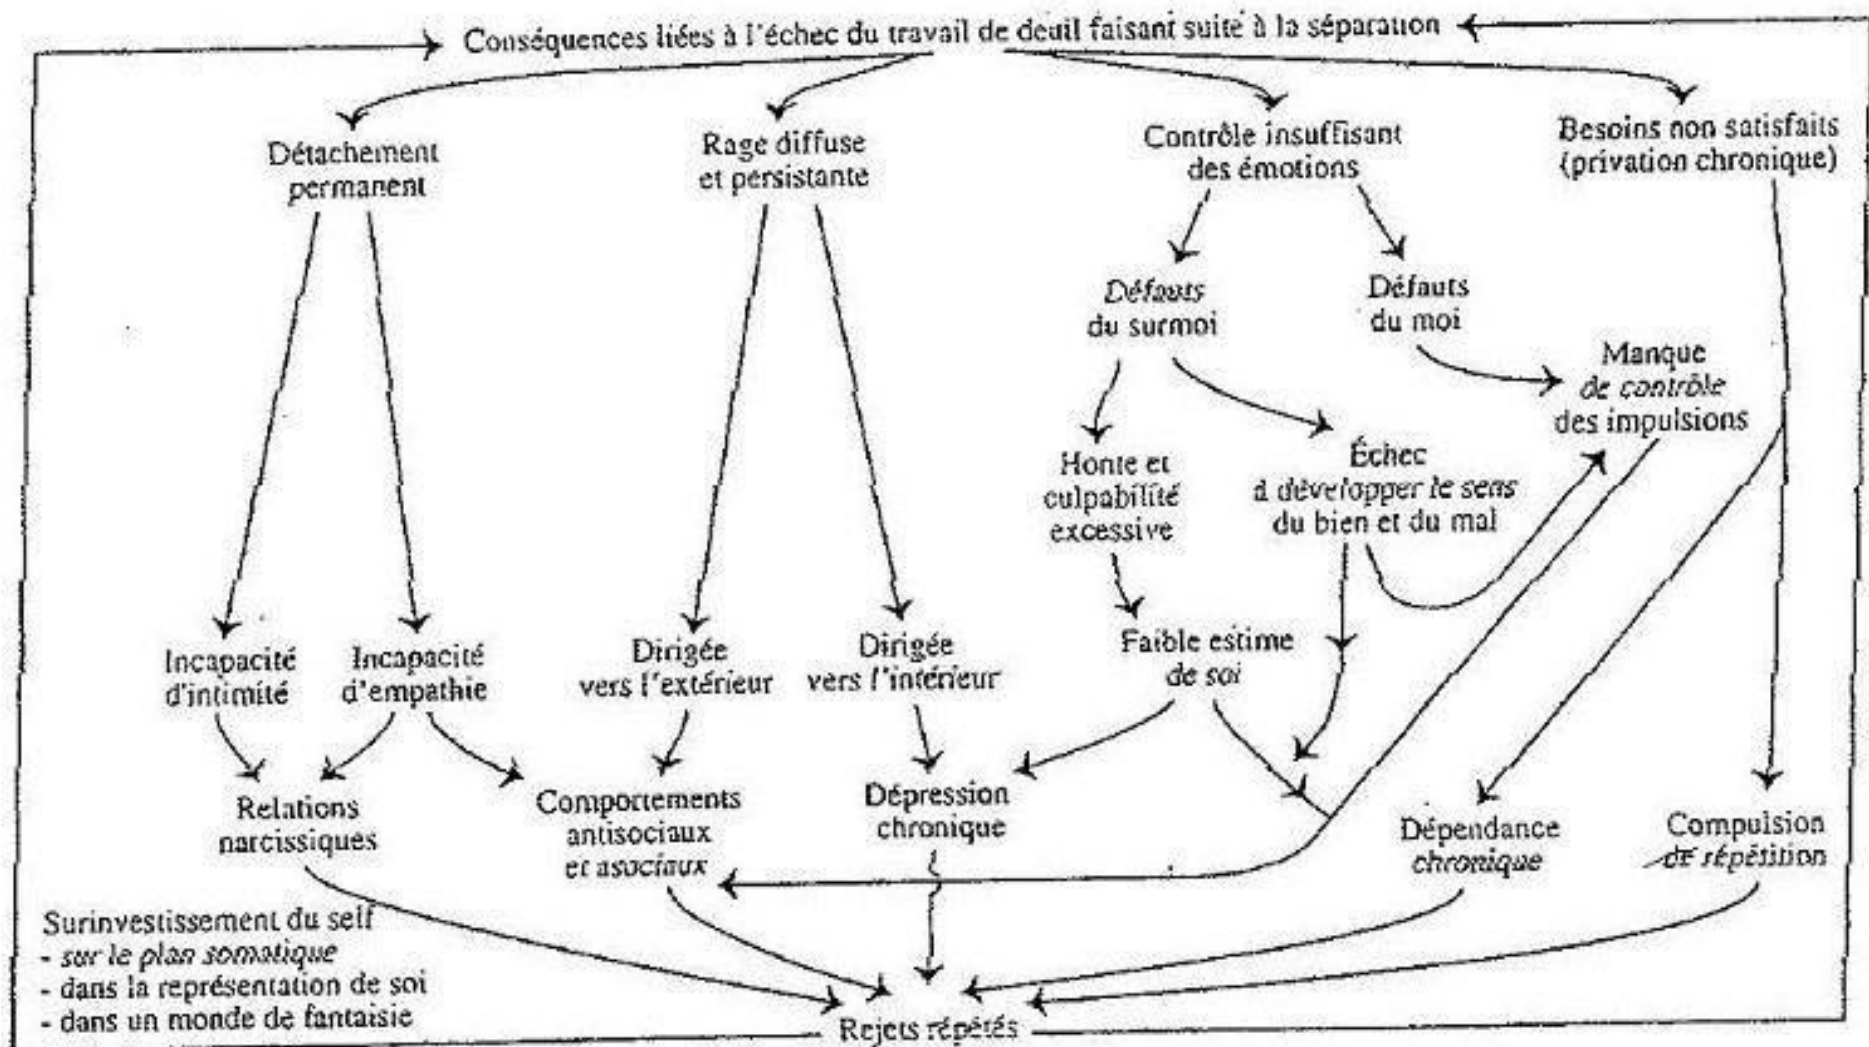 Conséquences liées à l'échec du travail de deuil faisant suite à la séparation
Détachement
permanent
Rage diffuse
et persistante
Contrôle insuffisant
des émotions
Besoins non satisfaits
(privation chronique)
Défauts
du surmoi
Défauts
du moi
Manque
de contrôle
des impulsions
Honte et
culpabilité
excessive
Échec
à développer le sens
du bien et du mal
Incapacité
d'intimité
Incapacité
d'empathie
Dirigée
vers l'extérieur
Dirigée
vers l'intérieur
Faible estime
de soi
Relations
narcissiques
Comportements
antisociaux
et asociaux
Dépression
chronique
Dépendance
chronique
Compulsion
de répétition
Surinvestissement du self
- sur le plan somatique
- dans la représentation de soi
- dans un monde de fantaisie
Rejets répétés